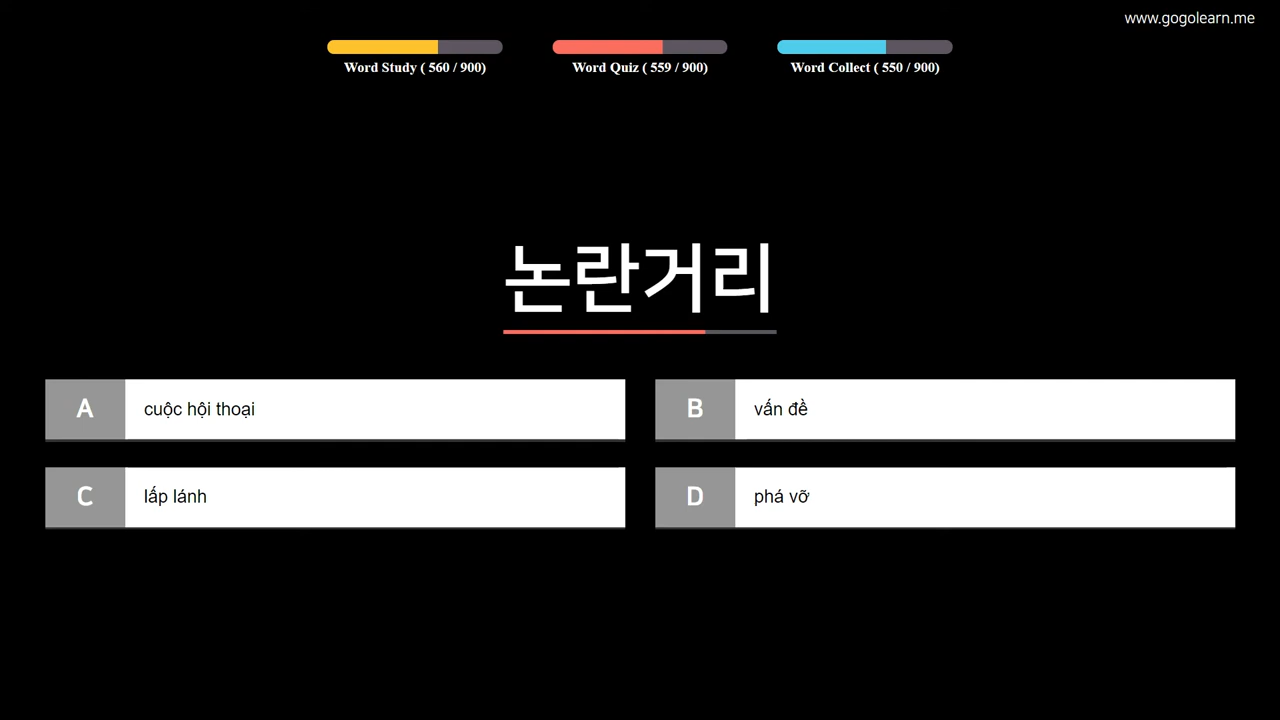 www.gogolearn.me
Word Study ( 560 / 900)
Word Quiz ( 559 / 900)
Word Collect ( 550 / 900)
논란거리
A cuộc hội thoại
B vấn đề
C lấp lánh
D phá vỡ